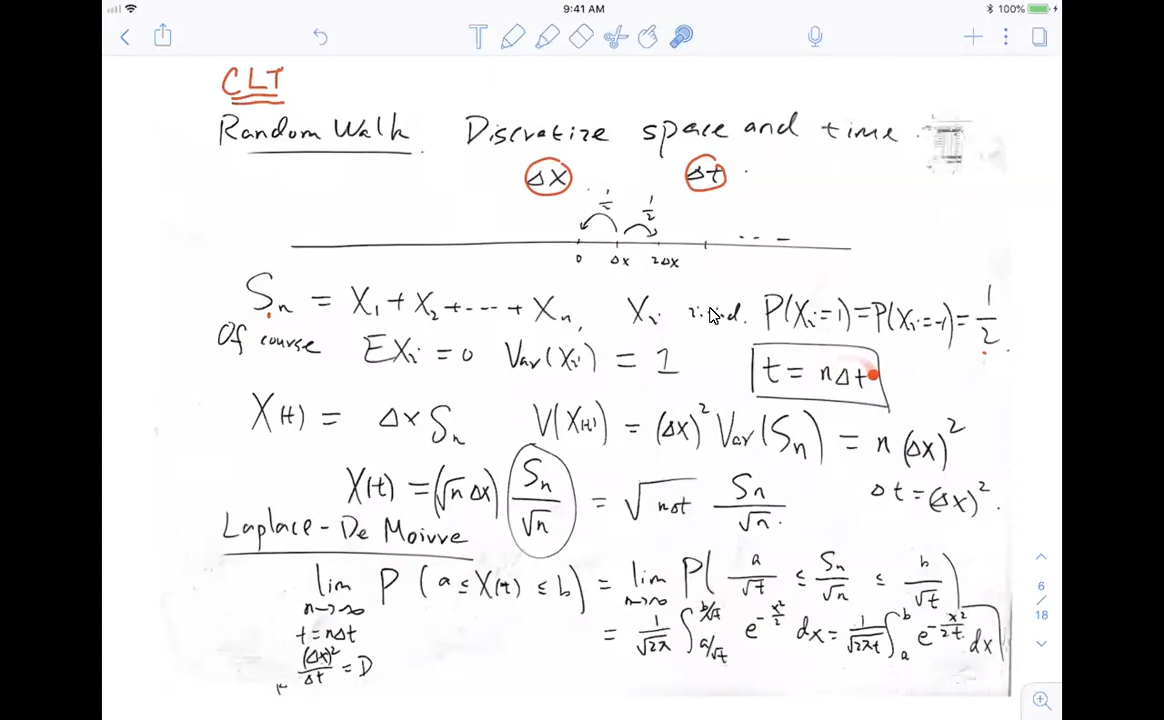 9:41 AM
100%
CLT
Random Walk Discretize space and time
Δx Δt
1/2 1/2
0 Δx 2Δx
S_n = X_1 + X_2 + ---- + X_n, X_i i.i.d. P(X_i = 1) = P(X_i = -1) = 1/2.
Of course EX_i = 0 Var(X_i) = 1 t = nΔt
X(t) = Δx S_n V(X(t)) = (Δx)^2 Var(S_n) = n (Δx)^2
X(t) = (√n Δx) S_n/√n = √nΔt S_n/√n. Δt = (Δx)^2.
Laplace - De Moivre
lim n→∞ P (a ≤ X(t) ≤ b) = lim n→∞ P( a/√t ≤ S_n/√n ≤ b/√t )
t = nΔt
(Δx)^2/Δt = D
= 1/√2π ∫_{a/√t}^{b/√t} e^{-x^2/2} dx = 1/√2πt ∫_a^b e^{-x^2/2t} dx
6
/
18